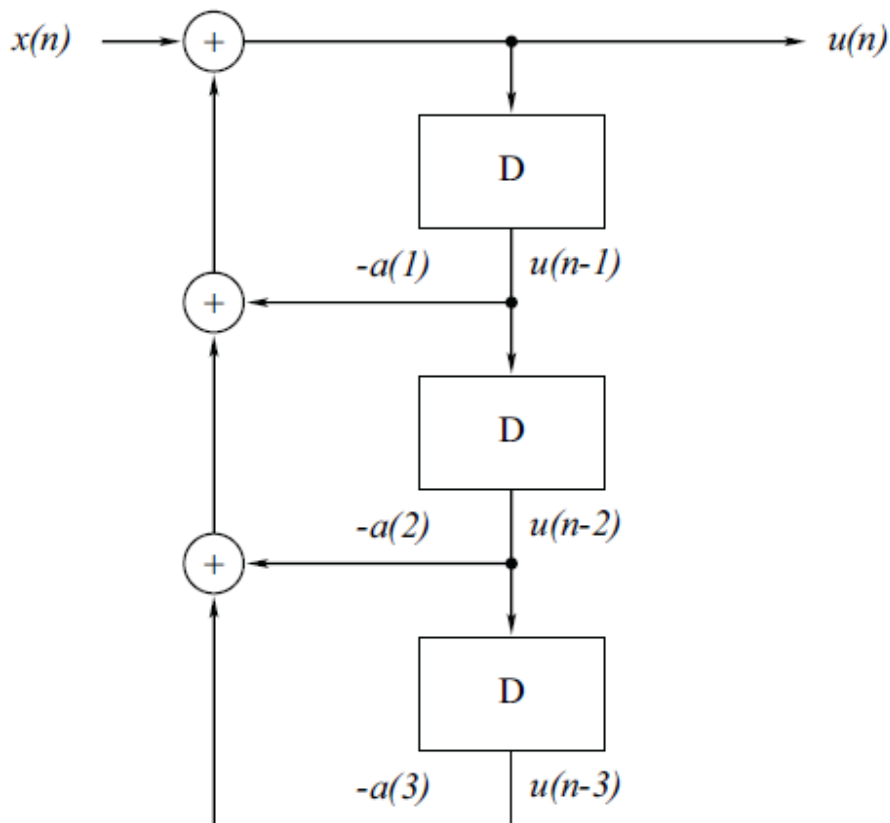 x(n) + u(n)
D
-a(1) u(n-1)
+
D
-a(2) u(n-2)
+
D
-a(3) u(n-3)